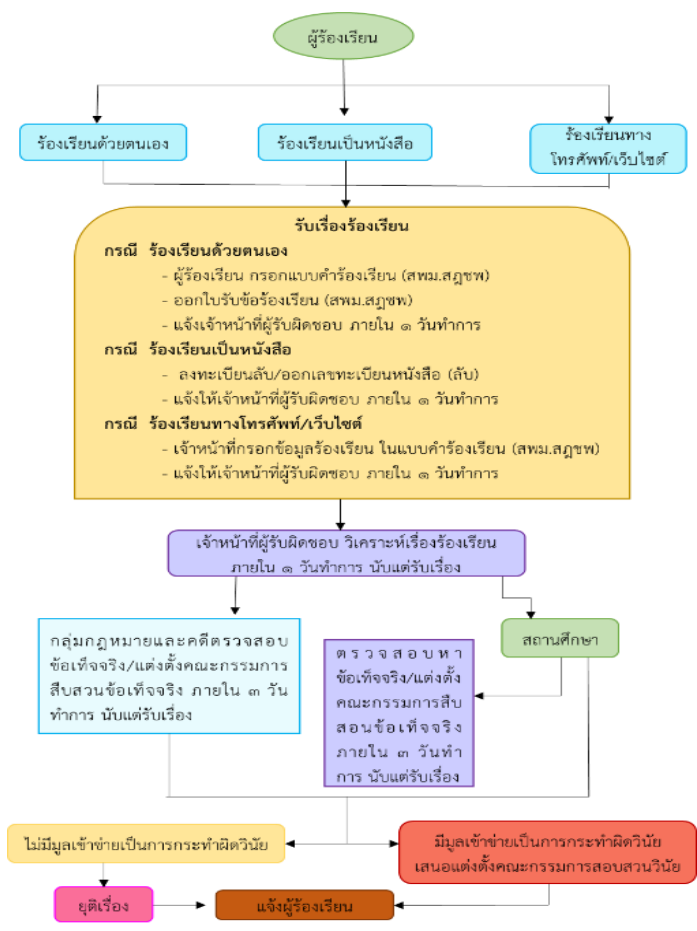 ผู้ร้องเรียน
ร้องเรียนด้วยตนเอง
ร้องเรียนเป็นหนังสือ
ร้องเรียนทาง
โทรศัพท์/เว็บไซต์
รับเรื่องร้องเรียน
กรณี ร้องเรียนด้วยตนเอง
- ผู้ร้องเรียน กรอกแบบคำร้องเรียน (สพม.สฎชพ)
- ออกใบรับข้อร้องเรียน (สพม.สฎชพ)
- แจ้งเจ้าหน้าที่ผู้รับผิดชอบ ภายใน ๑ วันทำการ
กรณี ร้องเรียนเป็นหนังสือ
- ลงทะเบียนลับ/ออกเลขทะเบียนหนังสือ (ลับ)
- แจ้งให้เจ้าหน้าที่ผู้รับผิดชอบ ภายใน ๑ วันทำการ
กรณี ร้องเรียนทางโทรศัพท์/เว็บไซต์
- เจ้าหน้าที่กรอกข้อมูลร้องเรียน ในแบบคำร้องเรียน (สพม.สฎชพ)
- แจ้งให้เจ้าหน้าที่ผู้รับผิดชอบ ภายใน ๑ วันทำการ
เจ้าหน้าที่ผู้รับผิดชอบ วิเคราะห์เรื่องร้องเรียน
ภายใน ๑ วันทำการ นับแต่รับเรื่อง
กลุ่มกฎหมายและคดีตรวจสอบ
ข้อเท็จจริง/แต่งตั้งคณะกรรมการ
สืบสวนข้อเท็จจริง ภายใน ๓ วัน
ทำการ นับแต่รับเรื่อง
สถานศึกษา
ตรวจสอบหา
ข้อเท็จจริง/แต่งตั้ง
คณะกรรมการสืบ
สอนข้อเท็จจริง
ภายใน ๓ วันทำ
การ นับแต่รับเรื่อง
ไม่มีมูลเข้าข่ายเป็นการกระทำผิดวินัย
มีมูลเข้าข่ายเป็นการกระทำผิดวินัย
เสนอแต่งตั้งคณะกรรมการสอบสวนวินัย
ยุติเรื่อง
แจ้งผู้ร้องเรียน